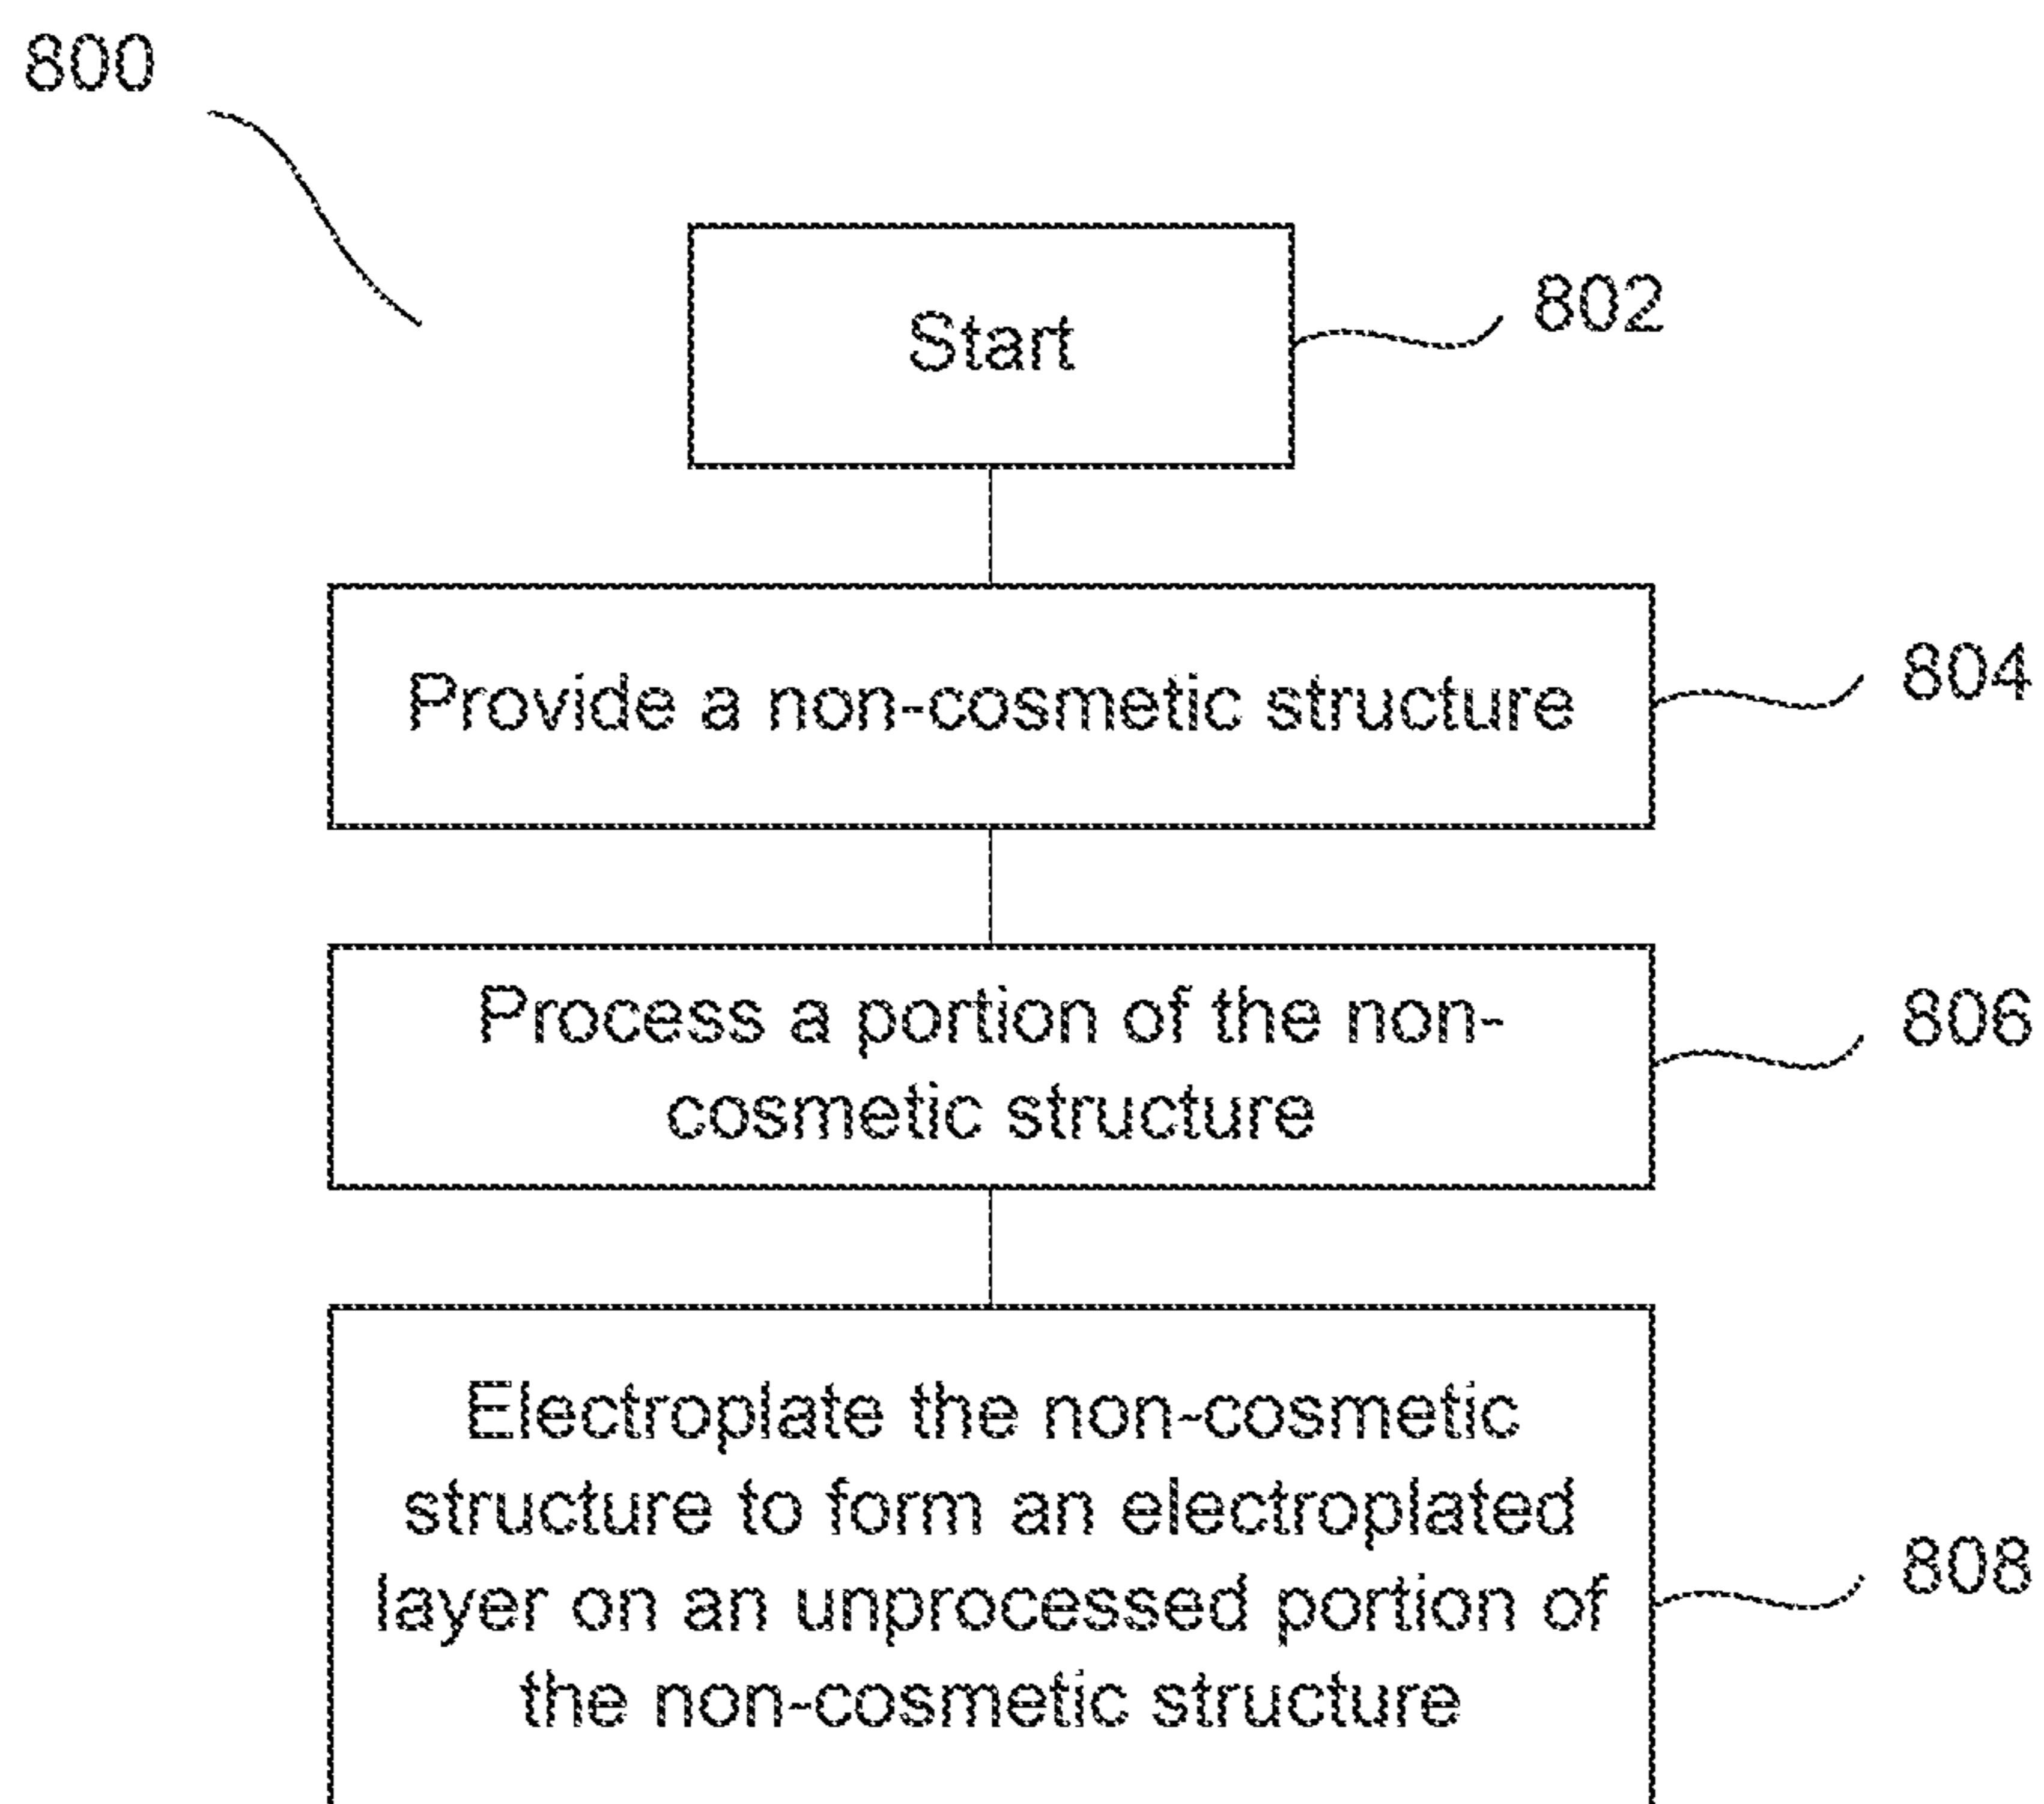 800
Start
802
Provide a non-cosmetic structure
804
Process a portion of the non-
cosmetic structure
806
Electroplate the non-cosmetic
structure to form an electroplated
layer on an unprocessed portion of
the non-cosmetic structure
808